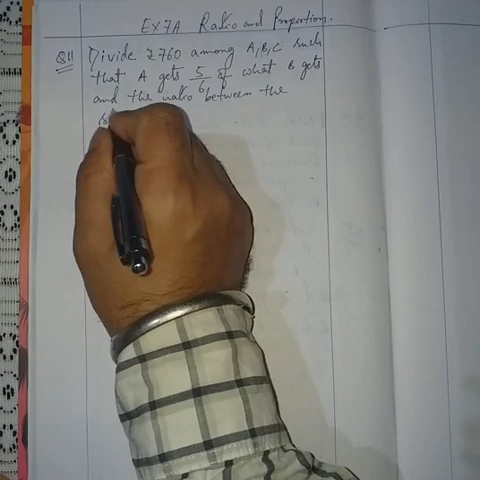 EX 7A Ratio and Proportion.
Q11 Divide ₹760 among A, B, C such
that A gets 5/6 of what B gets
and the ratio between the